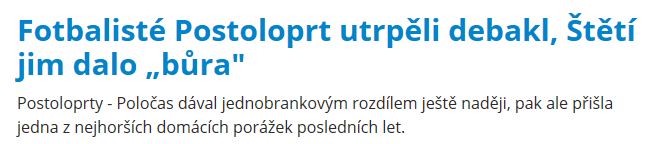 Fotbalisté Postoloprt utrpěli debakl, Štětí
jim dalo „bůra"
Postoloprty - Poločas dával jednobrankovým rozdílem ještě naději, pak ale přišla
jedna z nejhorších domácích porážek posledních let.